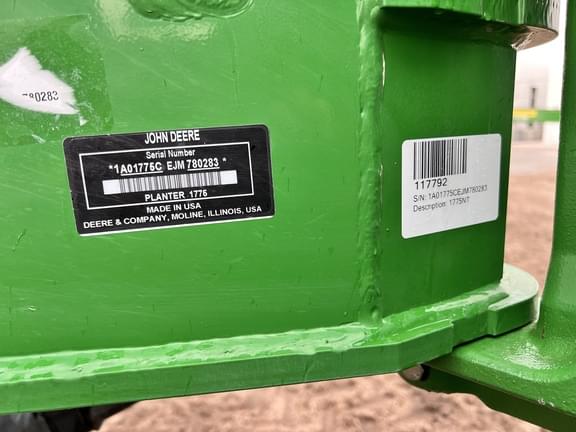 780283
JOHN DEERE
Serial Number
*1A01775C EJM780283 *
PLANTER 1776
MADE IN USA
DEERE & COMPANY, MOLINE, ILLINOIS, USA
117792
S/N: 1A01775CEJM780283
Description: 1775NT